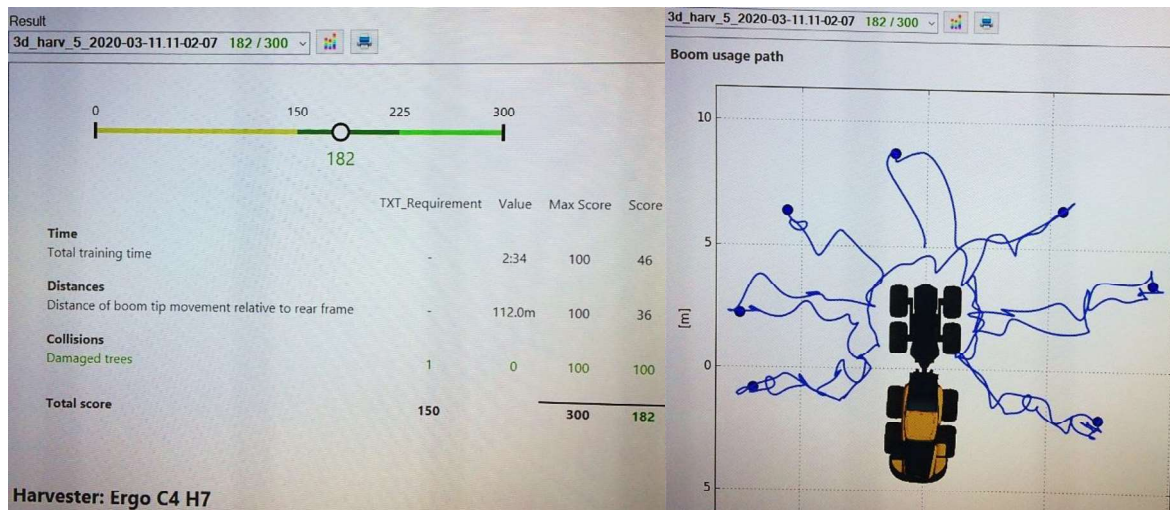 Result
3d_harv_5_2020-03-11.11-02-07 182 / 300
0 150 225 300
182
TXT_Requirement Value Max Score Score
Time
Total training time - 2:34 100 46
Distances
Distance of boom tip movement relative to rear frame - 112.0m 100 36
Collisions
Damaged trees 1 0 100 100
Total score 150 300 182
Harvester: Ergo C4 H7
3d_harv_5_2020-03-11.11-02-07 182 / 300
Boom usage path
10
5
[m]
0
5